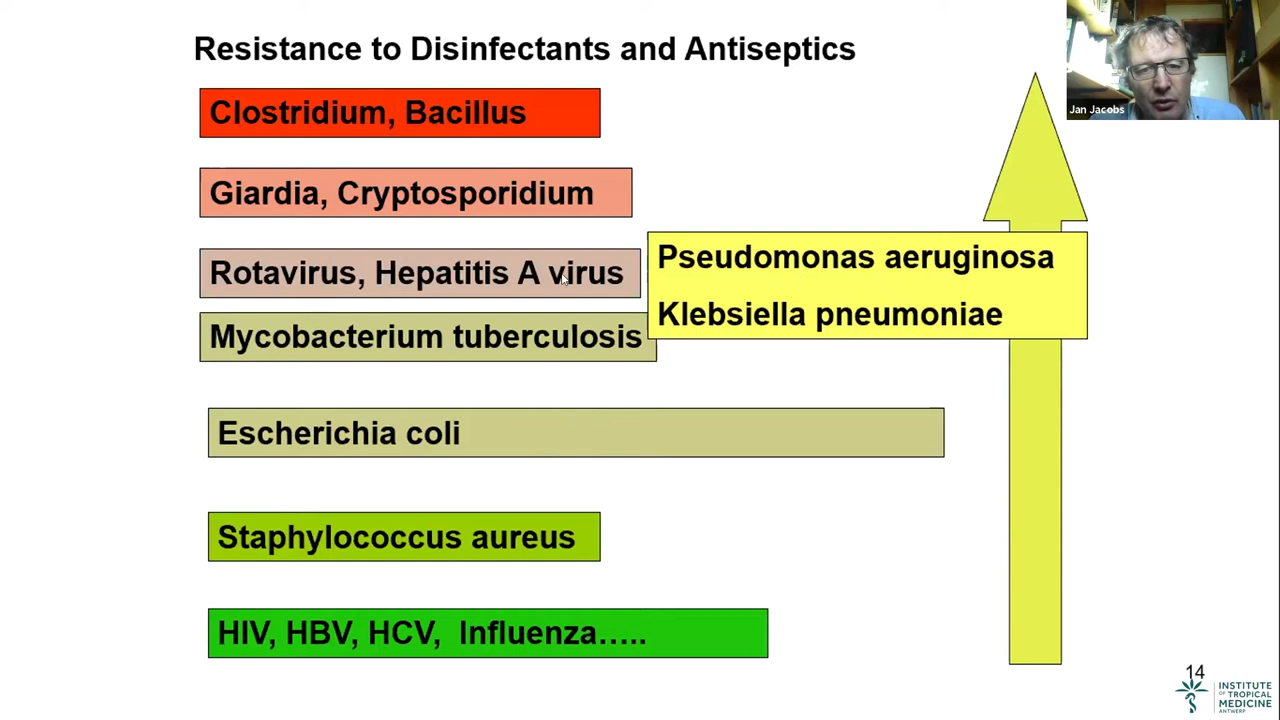 Resistance to Disinfectants and Antiseptics
Jan Jacobs
Clostridium, Bacillus
Giardia, Cryptosporidium
Rotavirus, Hepatitis A virus
Pseudomonas aeruginosa
Klebsiella pneumoniae
Mycobacterium tuberculosis
Escherichia coli
Staphylococcus aureus
HIV, HBV, HCV, Influenza.....
14
INSTITUTE
OF TROPICAL
MEDICINE
ANTWERP